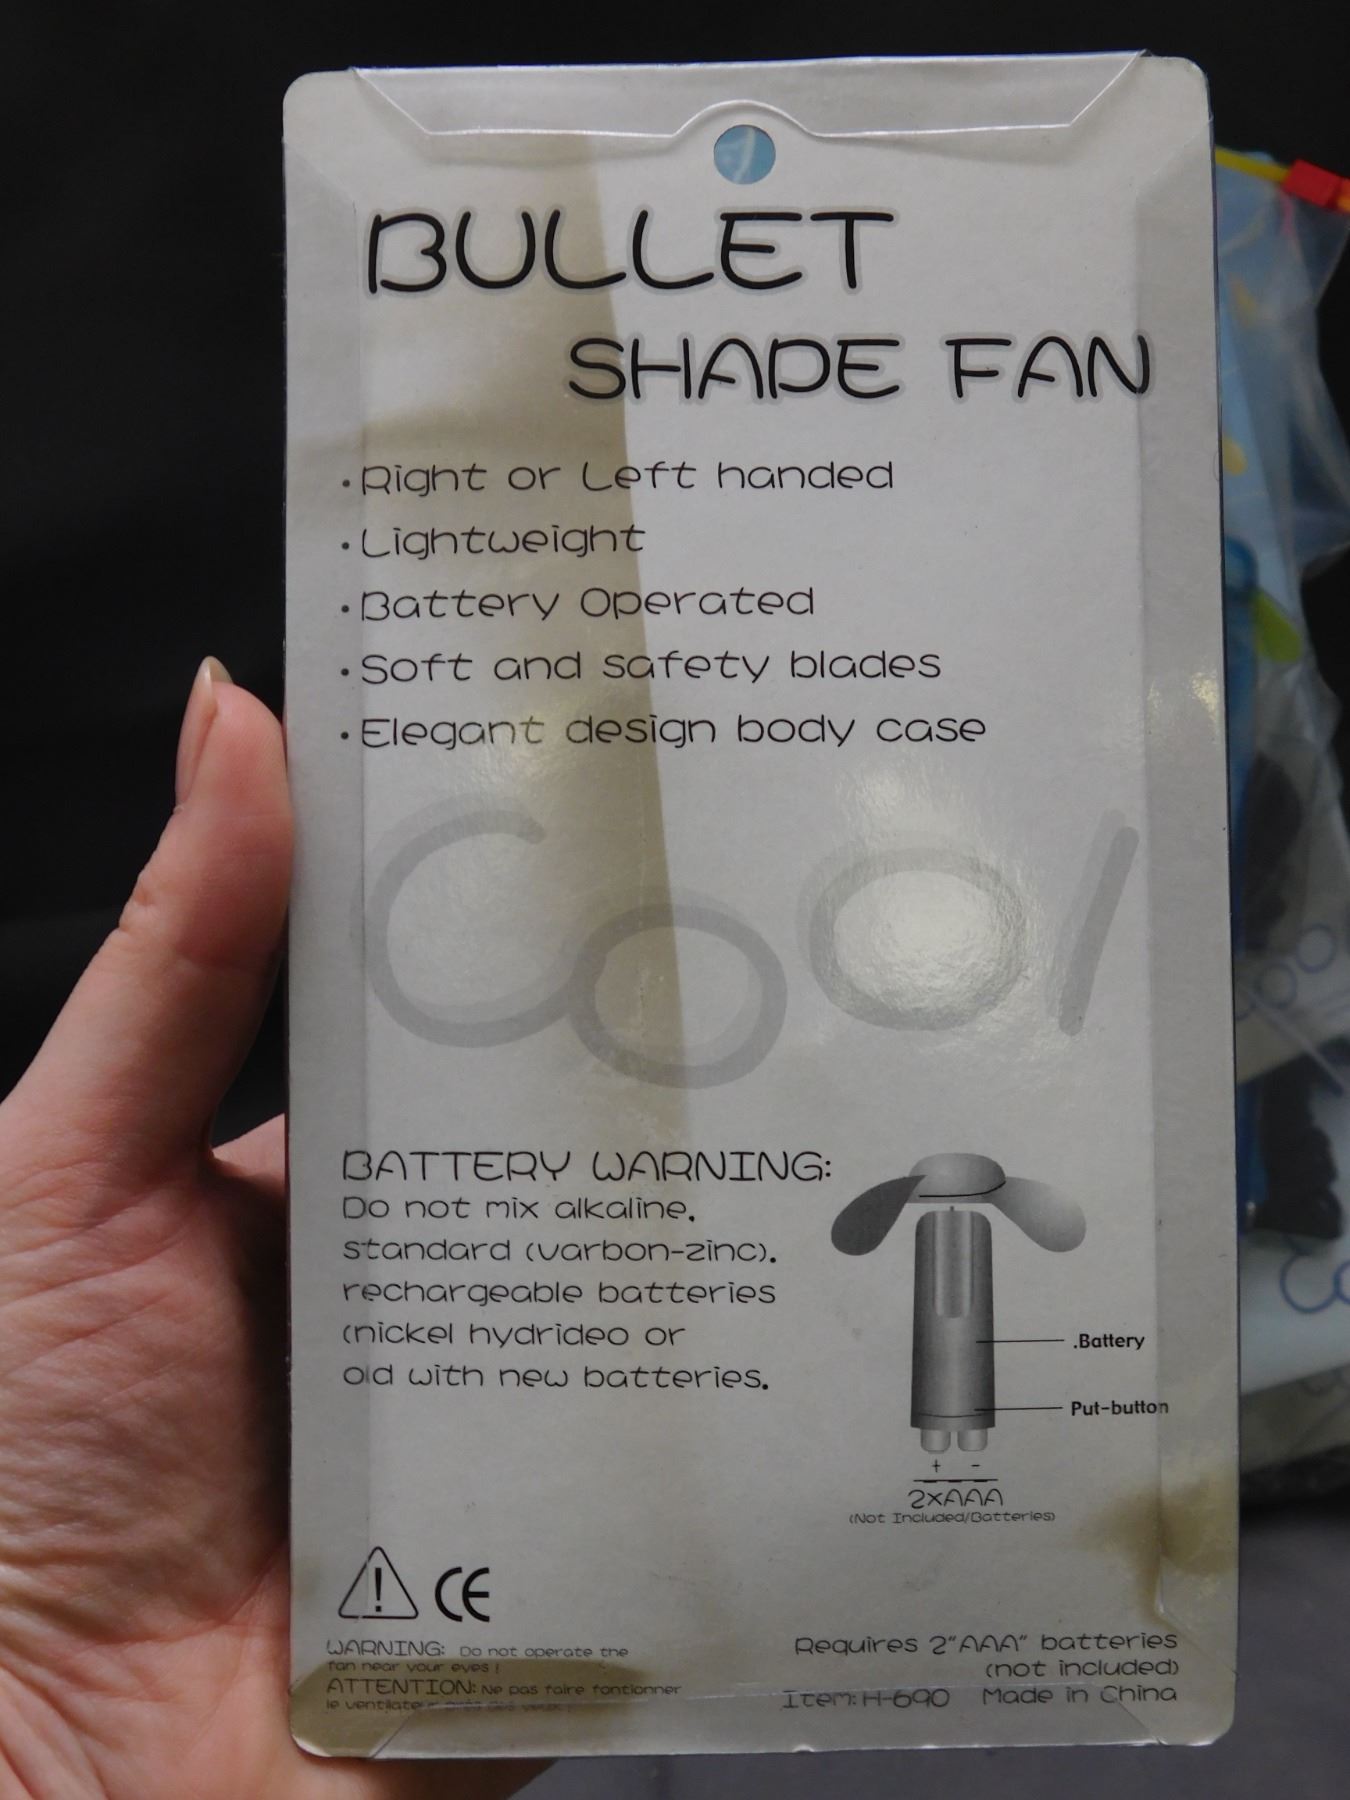 BULLET
SHADE FAN
· Right or Left handed
· Lightweight
· Battery Operated
· Soft and safety blades
· Elegant design body case
Cool
BATTERY WARNING:
Do not mix alkaline.
standard (varbon-zinc).
rechargeable batteries
(nickel hydrideo or
old with new batteries.
.Battery
Put-button
+ -
2xAAA
(Not Included/Batteries)
! CE
WARNING: Do not operate the
fan near your eyes !
ATTENTION: Ne pas faire fontionner
le
Requires 2"AAA" batteries
(not included)
Item: H-690 Made in China